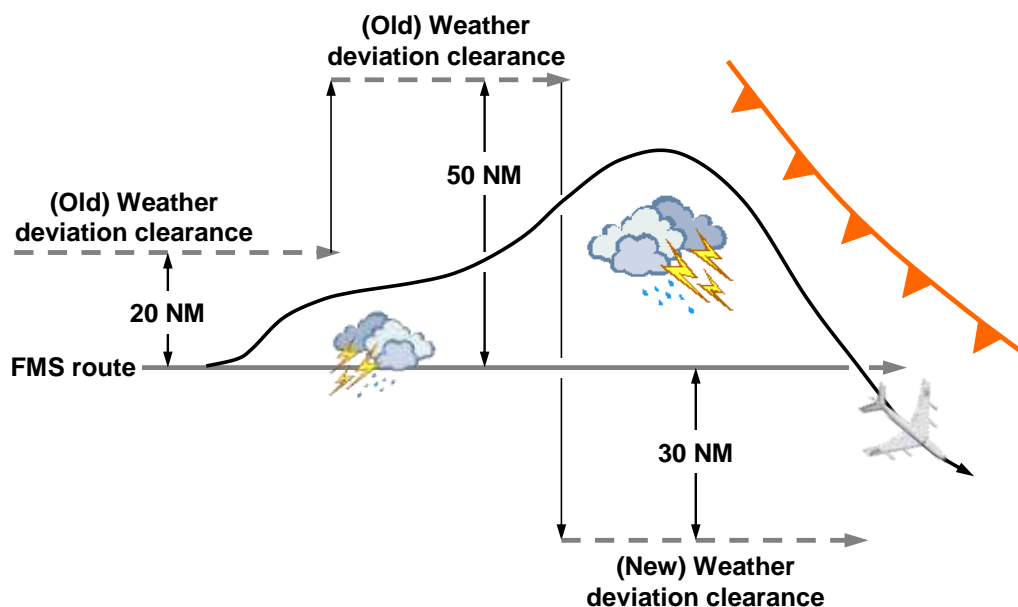 (Old) Weather
deviation clearance
50 NM
(Old) Weather
deviation clearance
20 NM
FMS route
30 NM
(New) Weather
deviation clearance